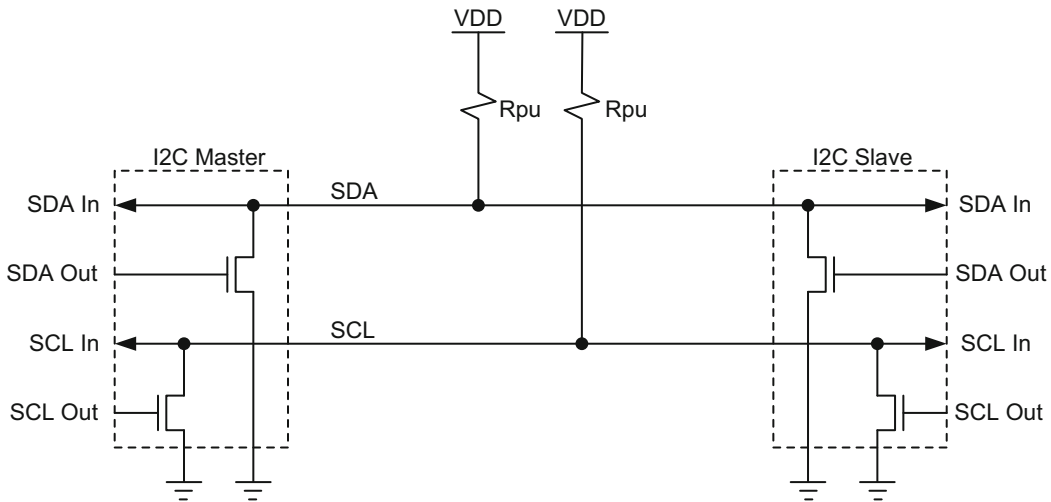 VDD VDD
Rpu Rpu
I2C Master I2C Slave
SDA In SDA SDA In
SDA Out SDA Out
SCL In SCL SCL In
SCL Out SCL Out